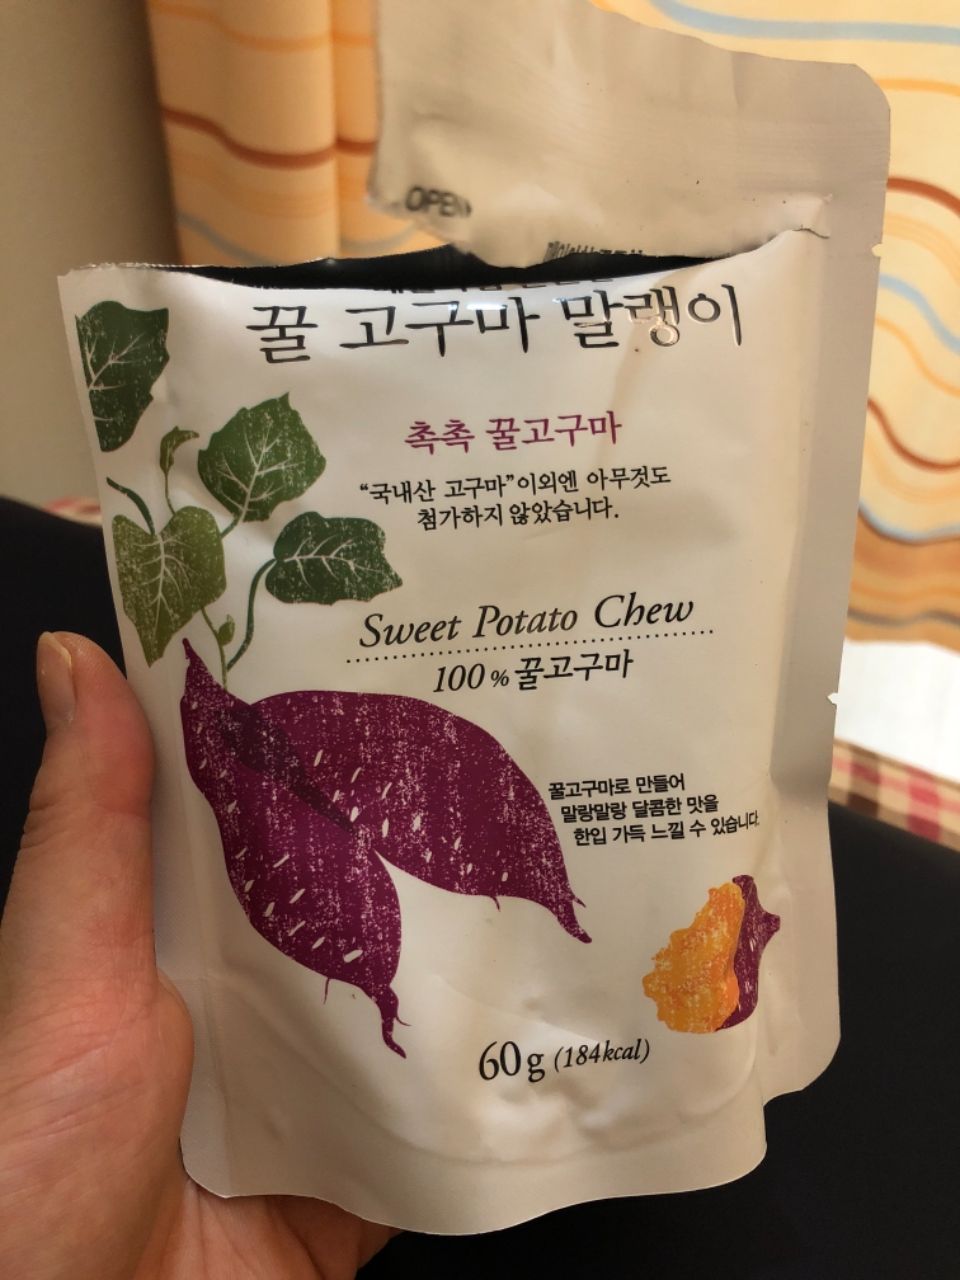 OPEN
꿀 고구마 말랭이
촉촉 꿀고구마
“국내산 고구마”이외엔 아무것도
첨가하지 않았습니다.
Sweet Potato Chew
100 % 꿀고구마
꿀고구마로 만들어
말랑말랑 달콤한 맛을
한입 가득 느낄 수 있습니다.
60g (184kcal)